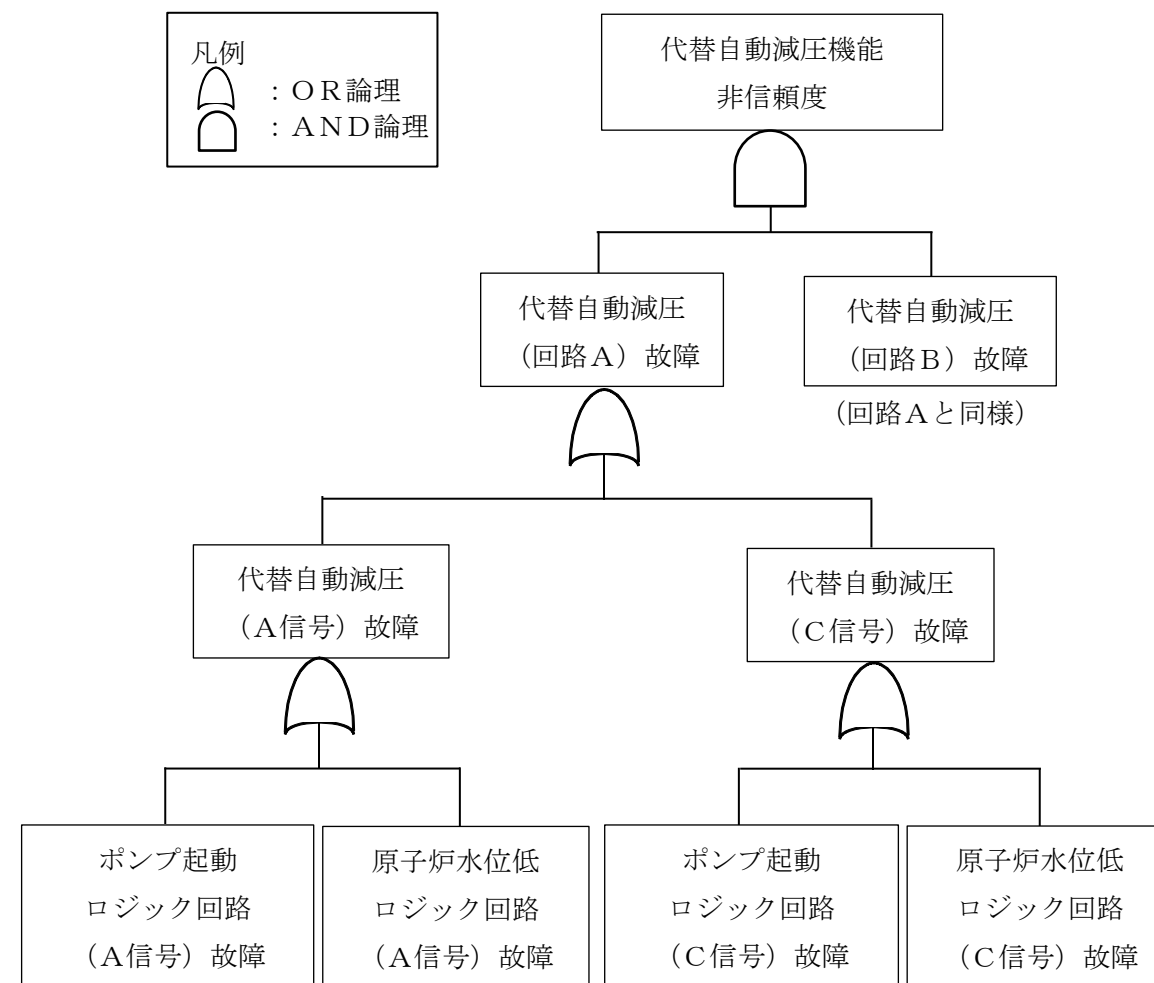 凡例
：ＯＲ論理
：ＡＮＤ論理
代替自動減圧機能
非信頼度
代替自動減圧
（回路Ａ）故障
代替自動減圧
（回路Ｂ）故障
（回路Ａと同様）
代替自動減圧
（Ａ信号）故障
代替自動減圧
（Ｃ信号）故障
ポンプ起動
ロジック回路
（Ａ信号）故障
原子炉水位低
ロジック回路
（Ａ信号）故障
ポンプ起動
ロジック回路
（Ｃ信号）故障
原子炉水位低
ロジック回路
（Ｃ信号）故障